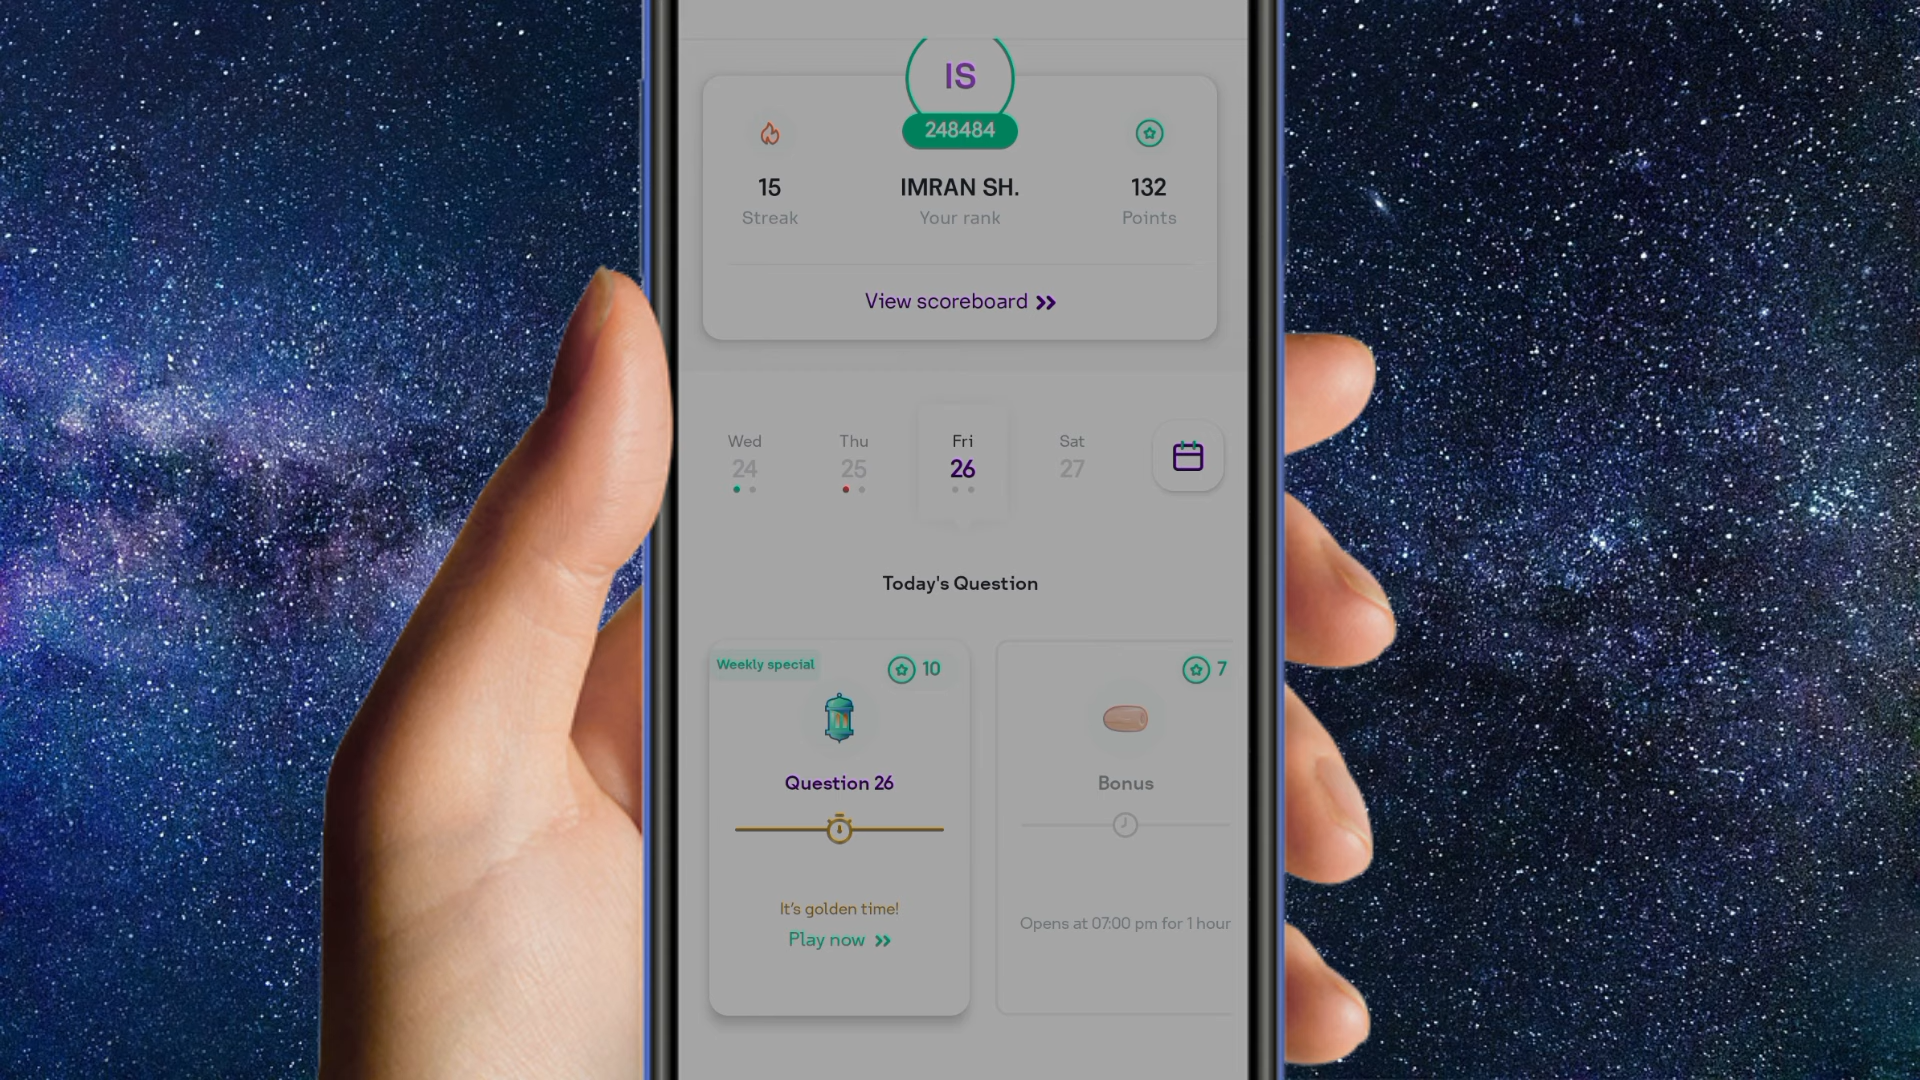 IS
248484
15
IMRAN SH.
132
Streak
Your rank
Points
View scoreboard
Wed
Thu
Fri
Sat
24
25
26
27
Today's Question
Weekly special
10
7
Question 26
Bonus
It's golden time!
Play now
Opens at 07:00 pm for 1 hour